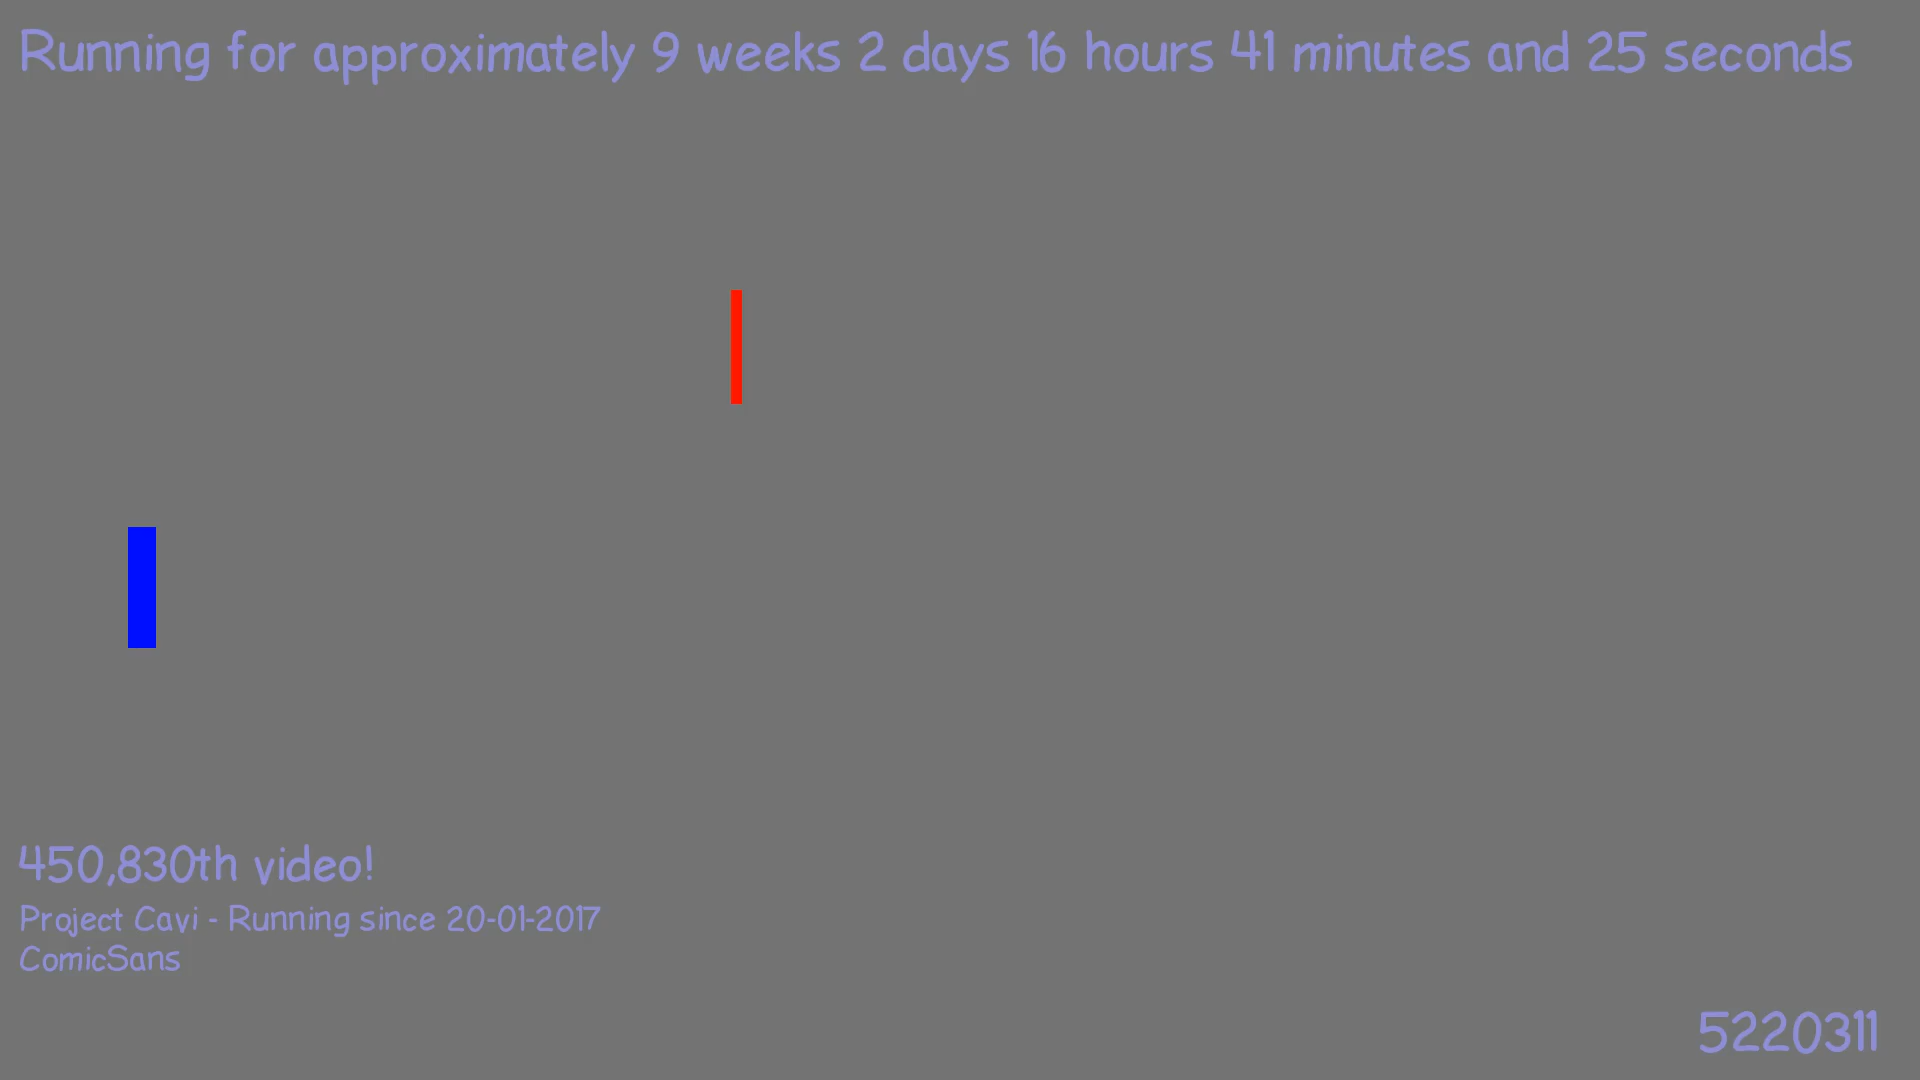 Running for approximately 9 weeks 2 days 16 hours 41 minutes and 25 seconds
450,830th video!
Project Cavi - Running since 20-01-2017
ComicSans
5220311